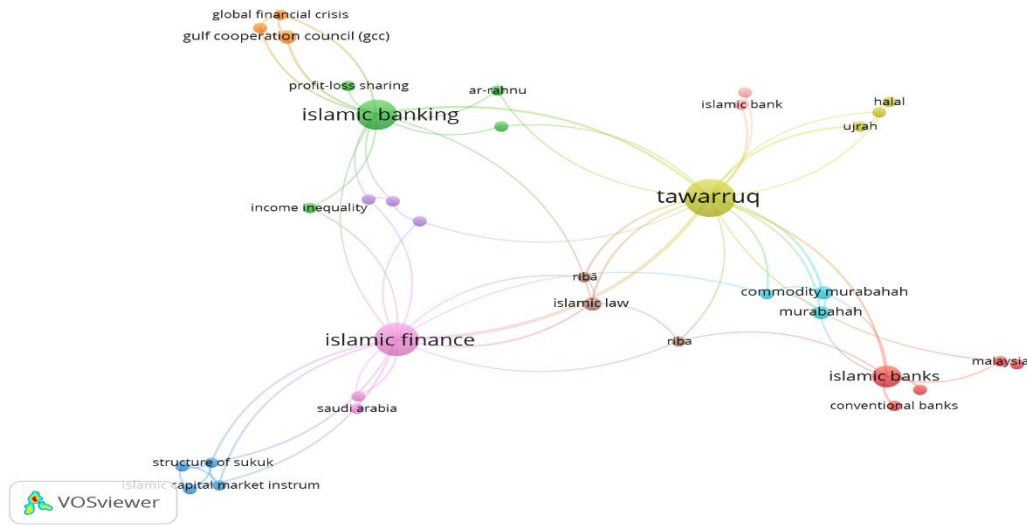 global financial crisis
gulf cooperation council (gcc)
profit-loss sharing
ar-rahnu
islamic bank
halal
islamic banking
ujrah
tawarruq
income inequality
ribā
commodity murabahah
islamic law
murabahah
islamic finance
riba
malaysia
islamic banks
saudi arabia
conventional banks
structure of sukuk
islamic capital market instrum
VOSviewer